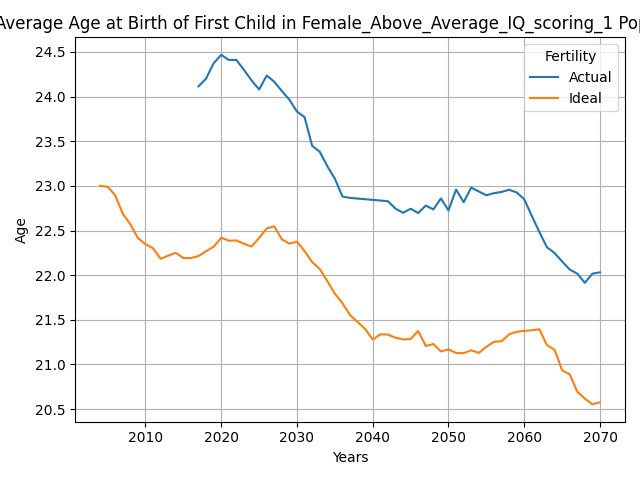 Average Age at Birth of First Child in Female_Above_Average_IQ_scoring_1
Fertility
Actual
Ideal
24.5
24.0
23.5
23.0
22.5
22.0
21.5
21.0
20.5
Age
2010 2020 2030 2040 2050 2060 2070
Years